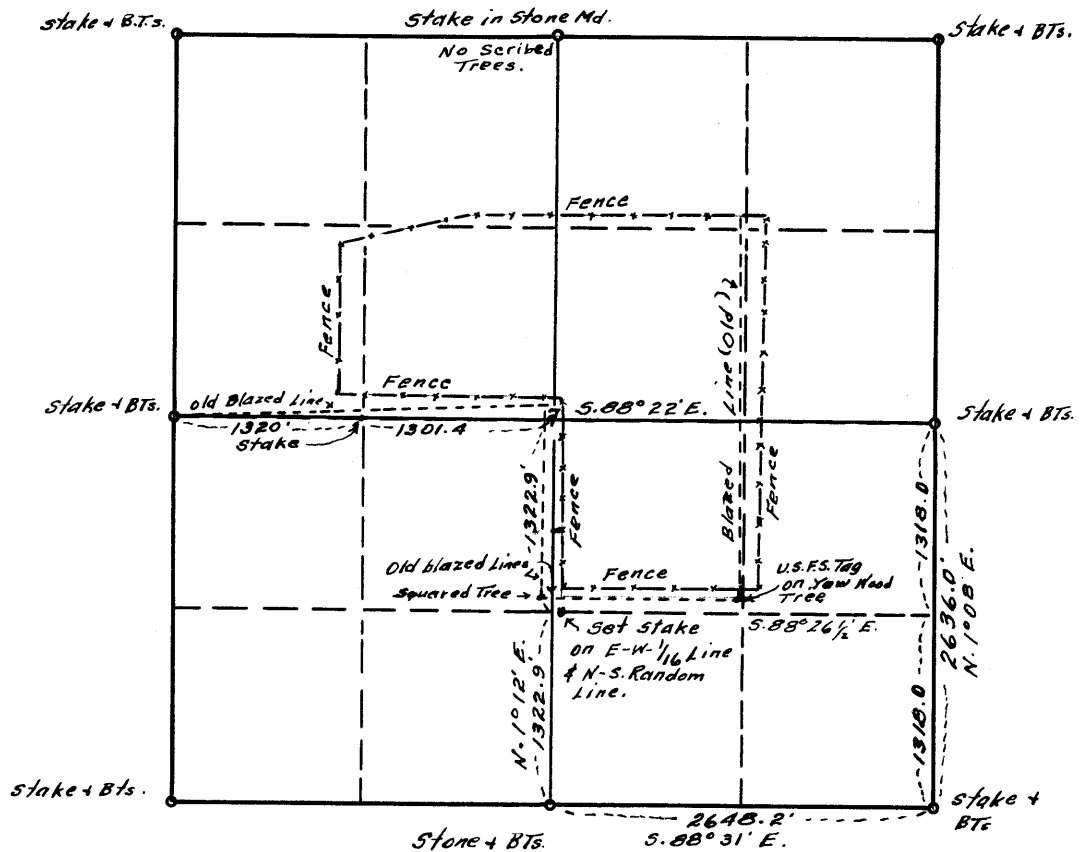 Stake & B.T.s.
Stake in Stone Md.
Stake & BTs.
No Scribed
Trees.
Fence
Fence
Blazed Line (Old)
Fence
Fence
Stake & BTs.
Old Blazed Line
S.88°22'E.
Stake & BTs.
1320'
1301.4
Stake
1322.9'
Fence
1318.0
Old blazed Lines
Squared Tree
Fence
U.S.F.S. Tag
on Yew Wood
Tree
S.88°26½'E.
Set Stake
on E-W-1/16 Line
& N-S. Random
Line.
N.1°12'E.
1322.9'
1318.0
2636.0'
N.1°08'E.
Stake & Bts.
Stone & BTs.
2648.2'
S.88°31'E.
Stake &
BTs